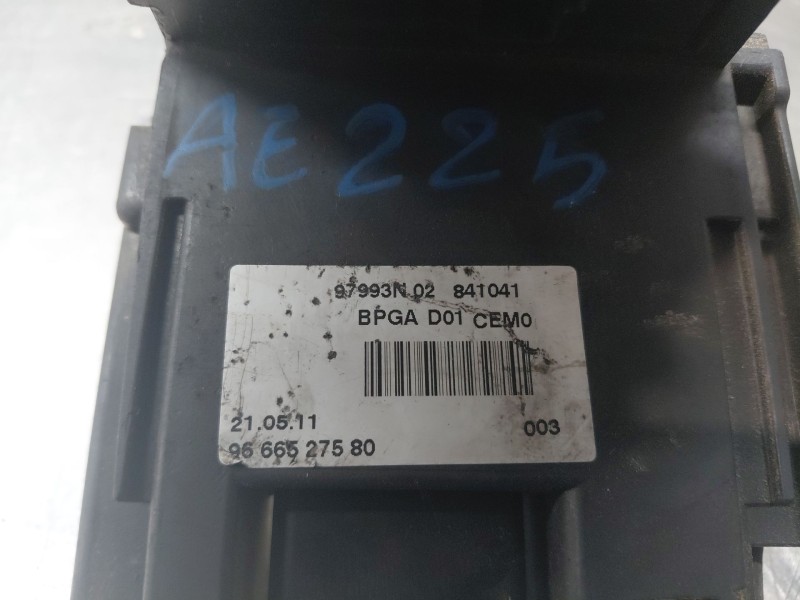 AE225
97993N.02 841041
BPGA D01 CEM0
21.05.11 003
96 665 275 80